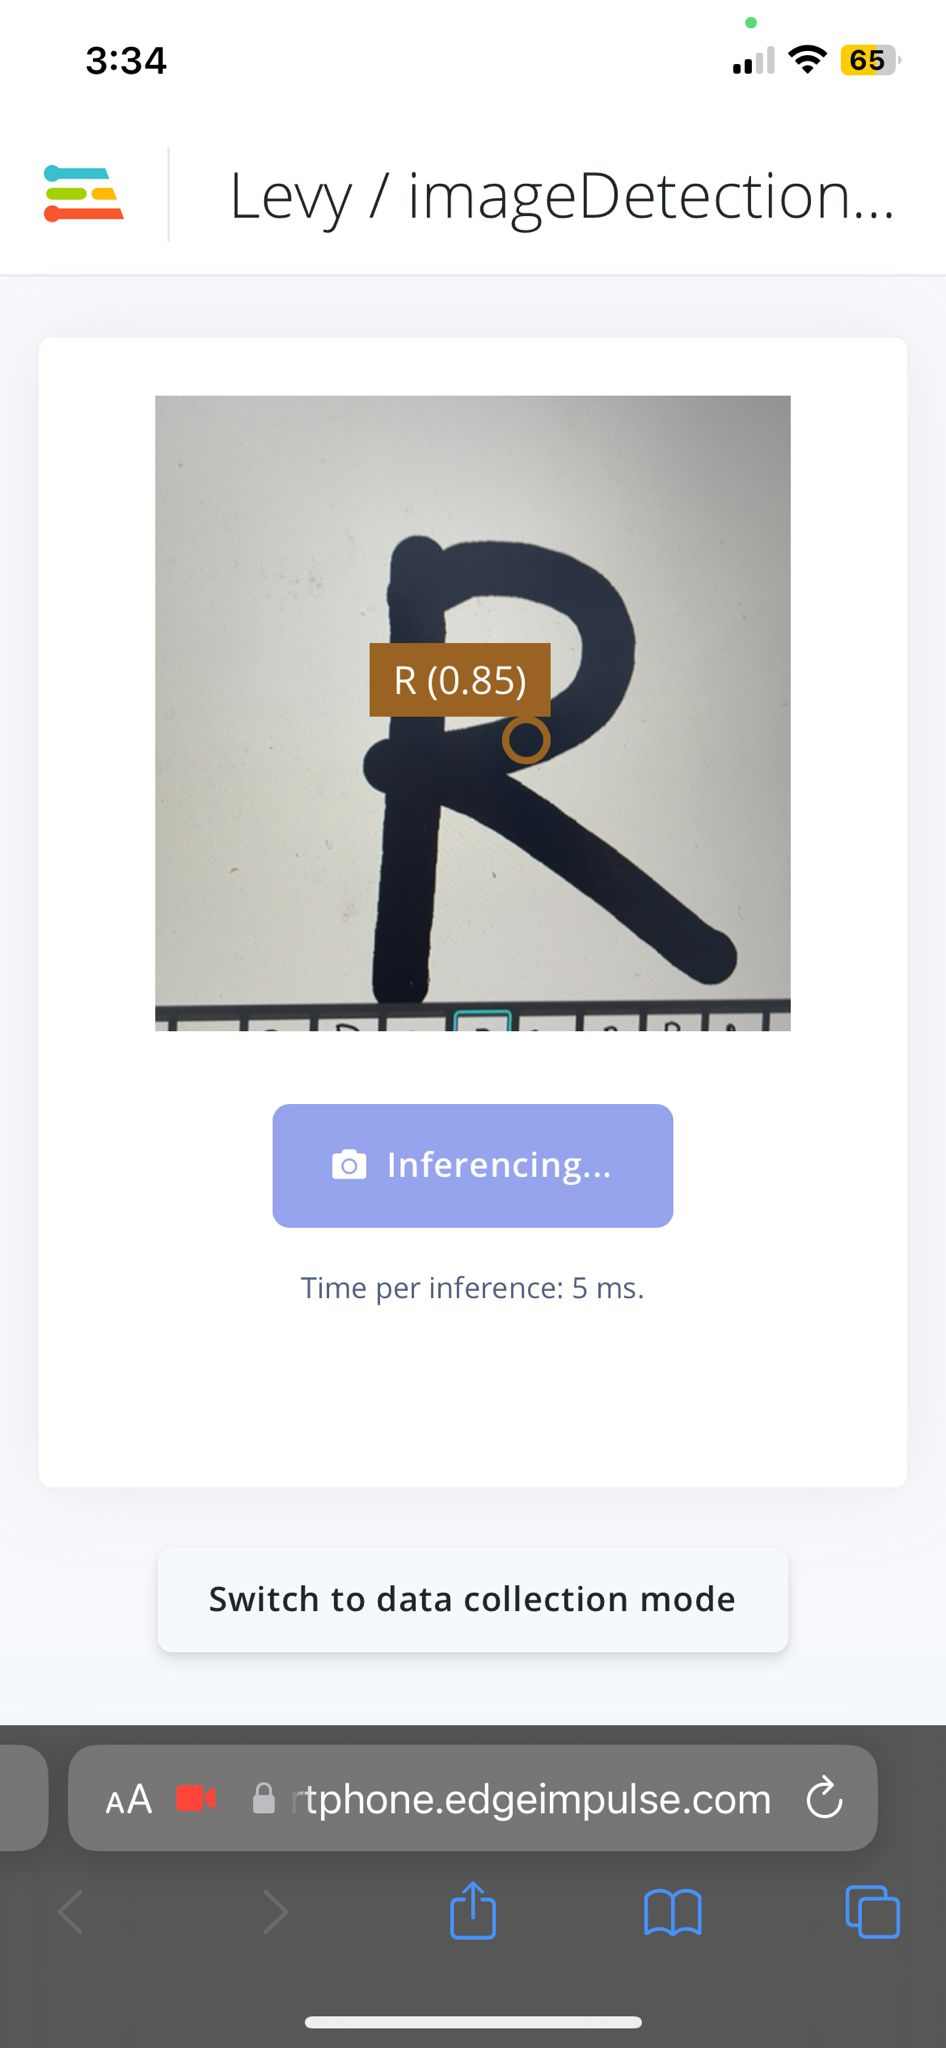 3:34
65
Levy / imageDetection...
R (0.85)
R
Inferencing...
Time per inference: 5 ms.
Switch to data collection mode
AA
rtphone.edgeimpulse.com